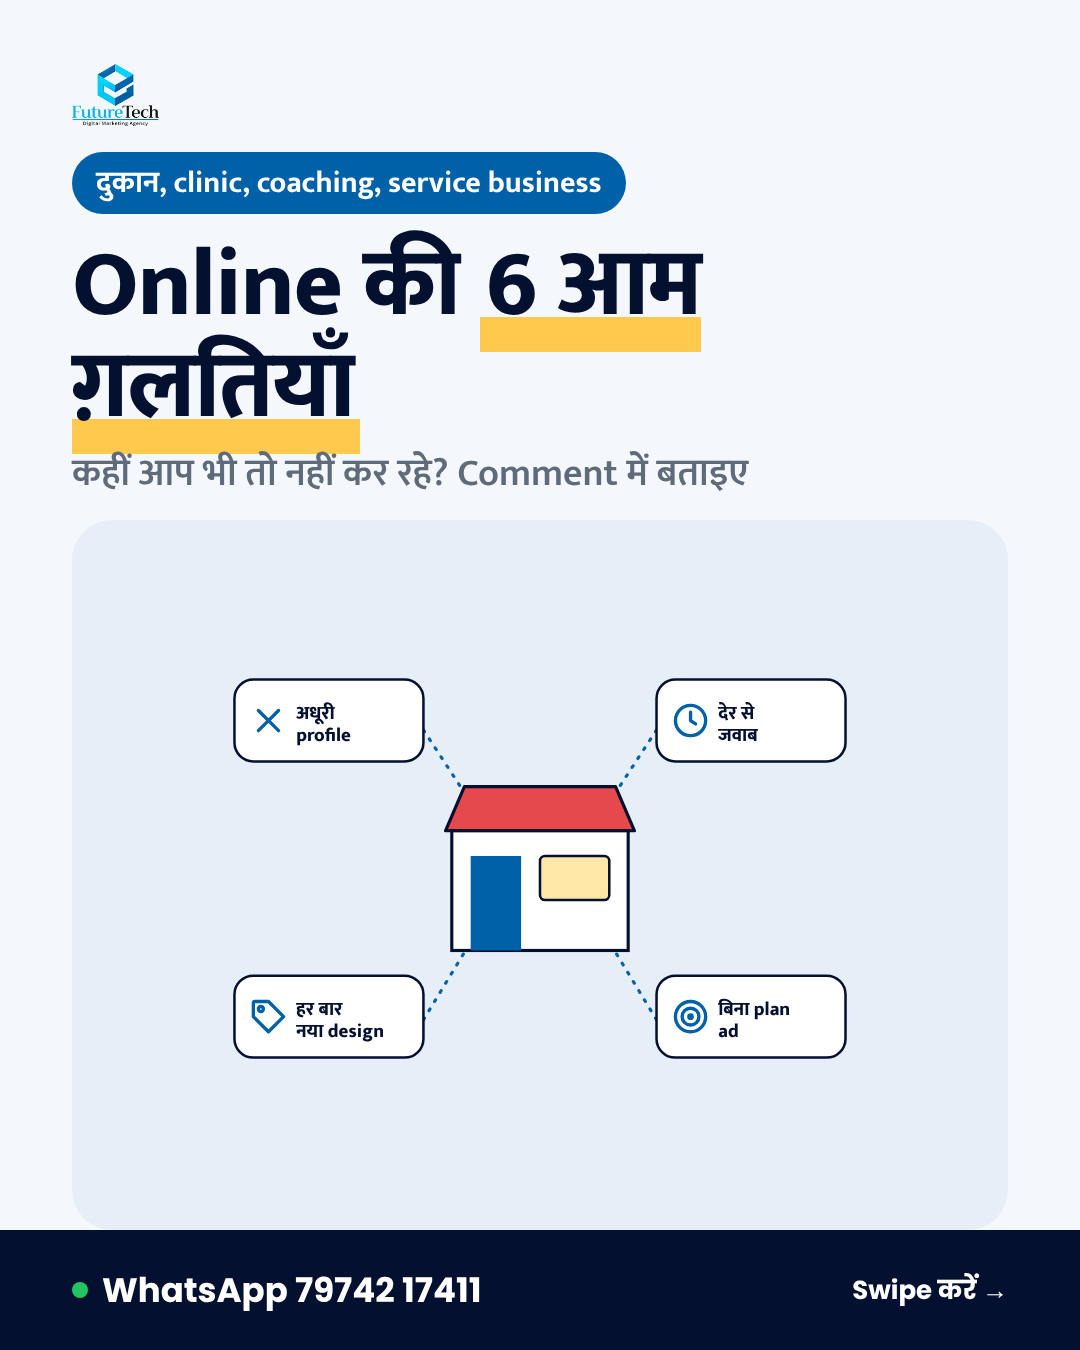 FutureTech
Digital Marketing Agency
दुकान, clinic, coaching, service business
Online की 6 आम
ग़लतियाँ
कहीं आप भी तो नहीं कर रहे? Comment में बताइए
अधूरी
profile
देर से
जवाब
हर बार
नया design
बिना plan
ad
WhatsApp 79742 17411
Swipe करें →